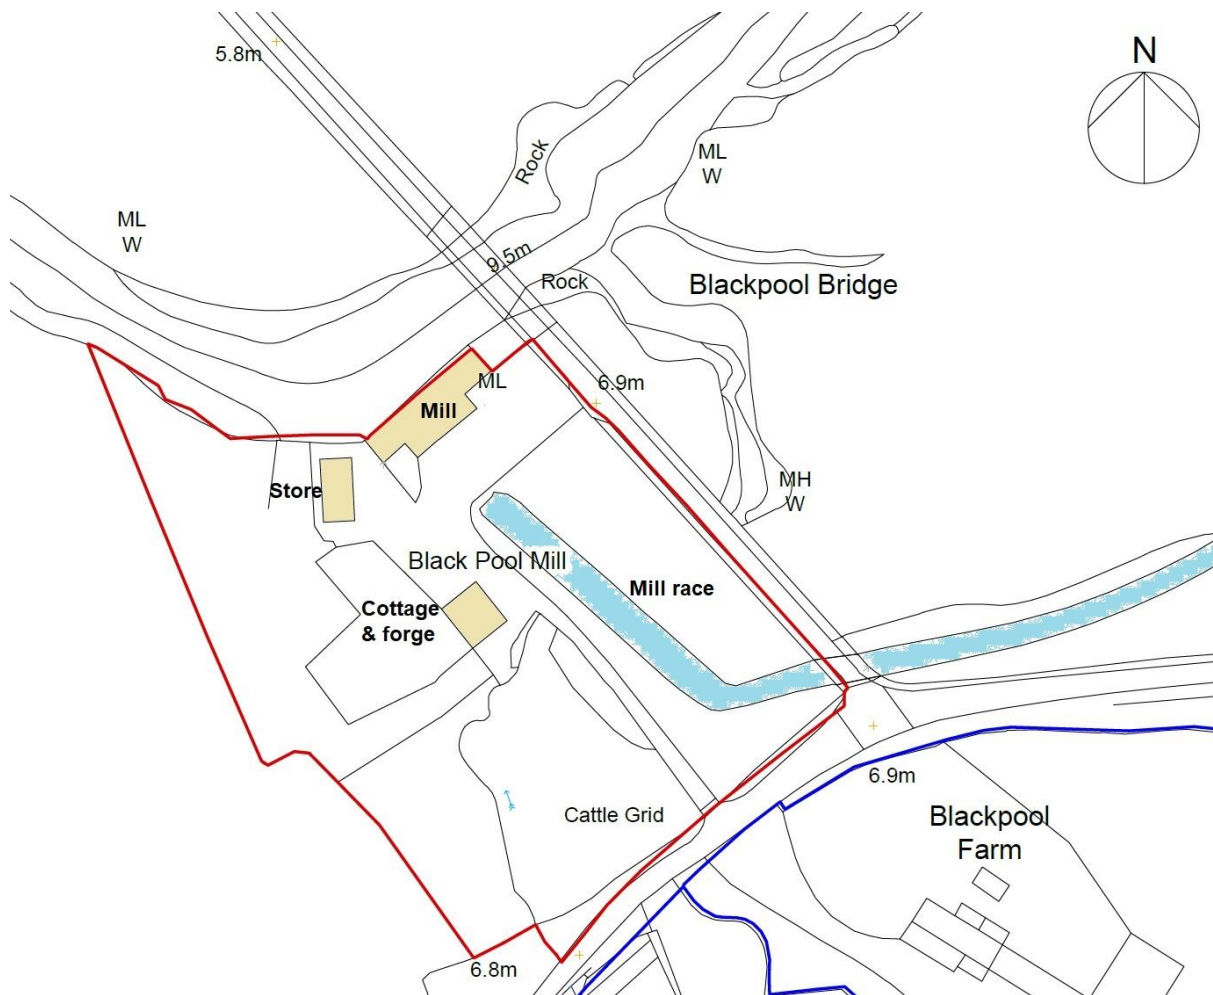 N
5.8m
Rock
ML
W
ML
W
9.5m
Rock
Blackpool Bridge
ML
6.9m
Mill
MH
W
Store
Black Pool Mill
Mill race
Cottage
& forge
6.9m
Cattle Grid
Blackpool
Farm
6.8m